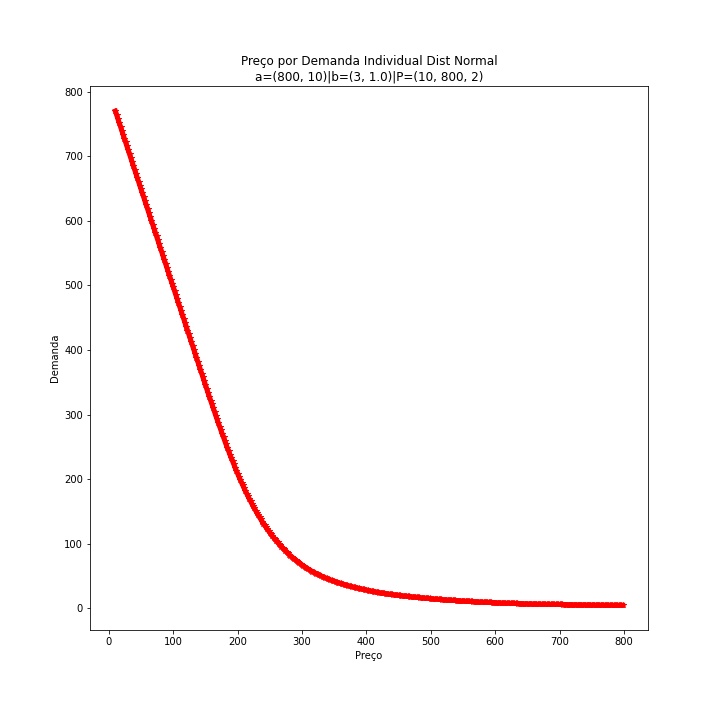 Preço por Demanda Individual Dist Normal
a=(800, 10)|b=(3, 1.0)|P=(10, 800, 2)
800
700
600
500
400
300
200
100
0
Demanda
0 100 200 300 400 500 600 700 800
Preço